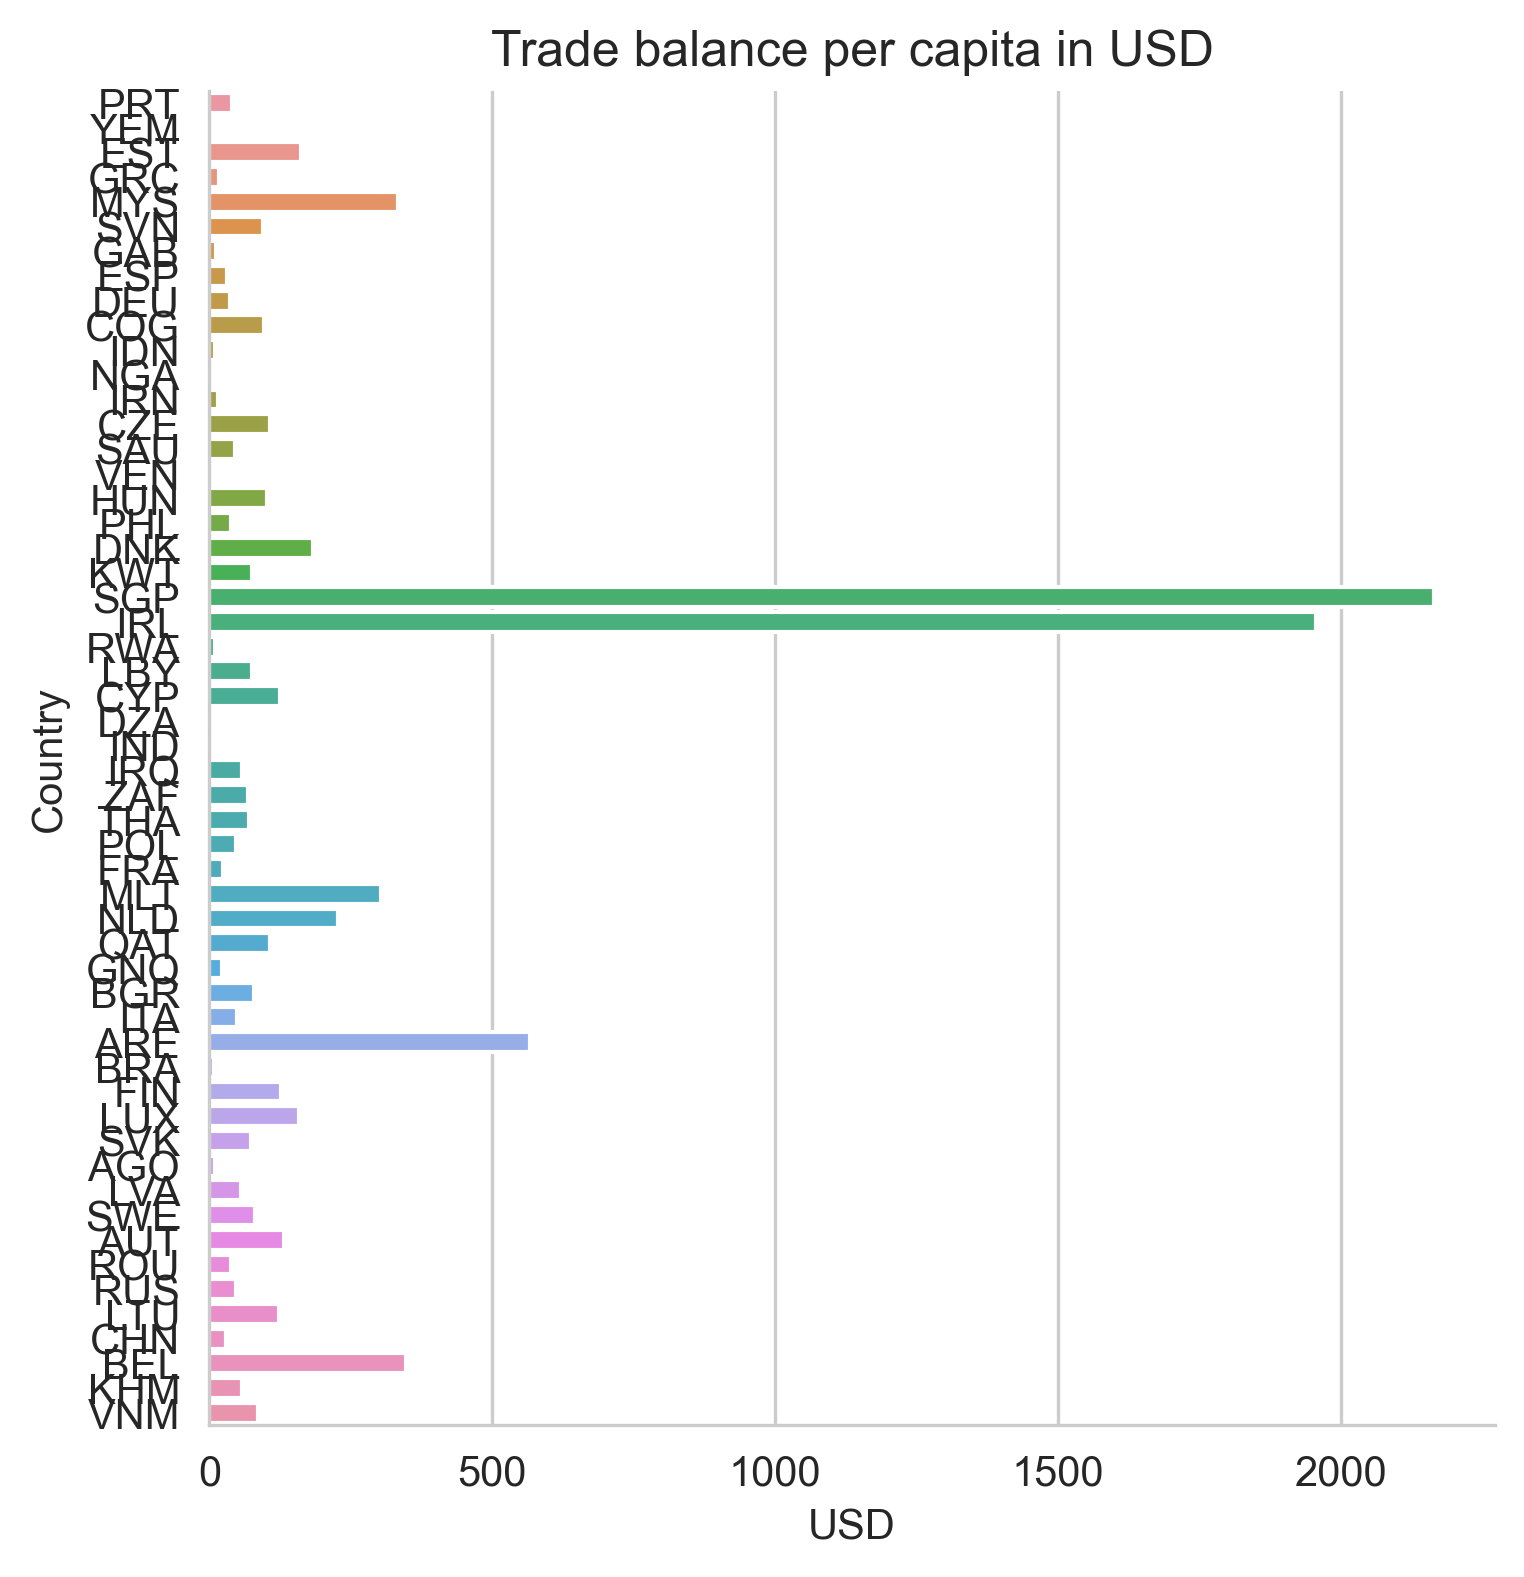 Trade balance per capita in USD
PRT
YEM
EST
GRC
MYS
SVN
GAB
ESP
DEU
COG
IDN
NGA
IRN
CZE
SAU
VEN
HUN
PHL
DNK
KWT
SGP
IRL
RWA
LBY
CYP
DZA
IND
IRQ
ZAF
THA
POL
FRA
MLT
NLD
QAT
GNQ
BGR
ITA
ARE
BRA
FIN
LUX
SVK
AGO
LVA
SWE
AUT
ROU
RUS
LTU
CHN
BEL
KHM
VNM
Country
0 500 1000 1500 2000
USD